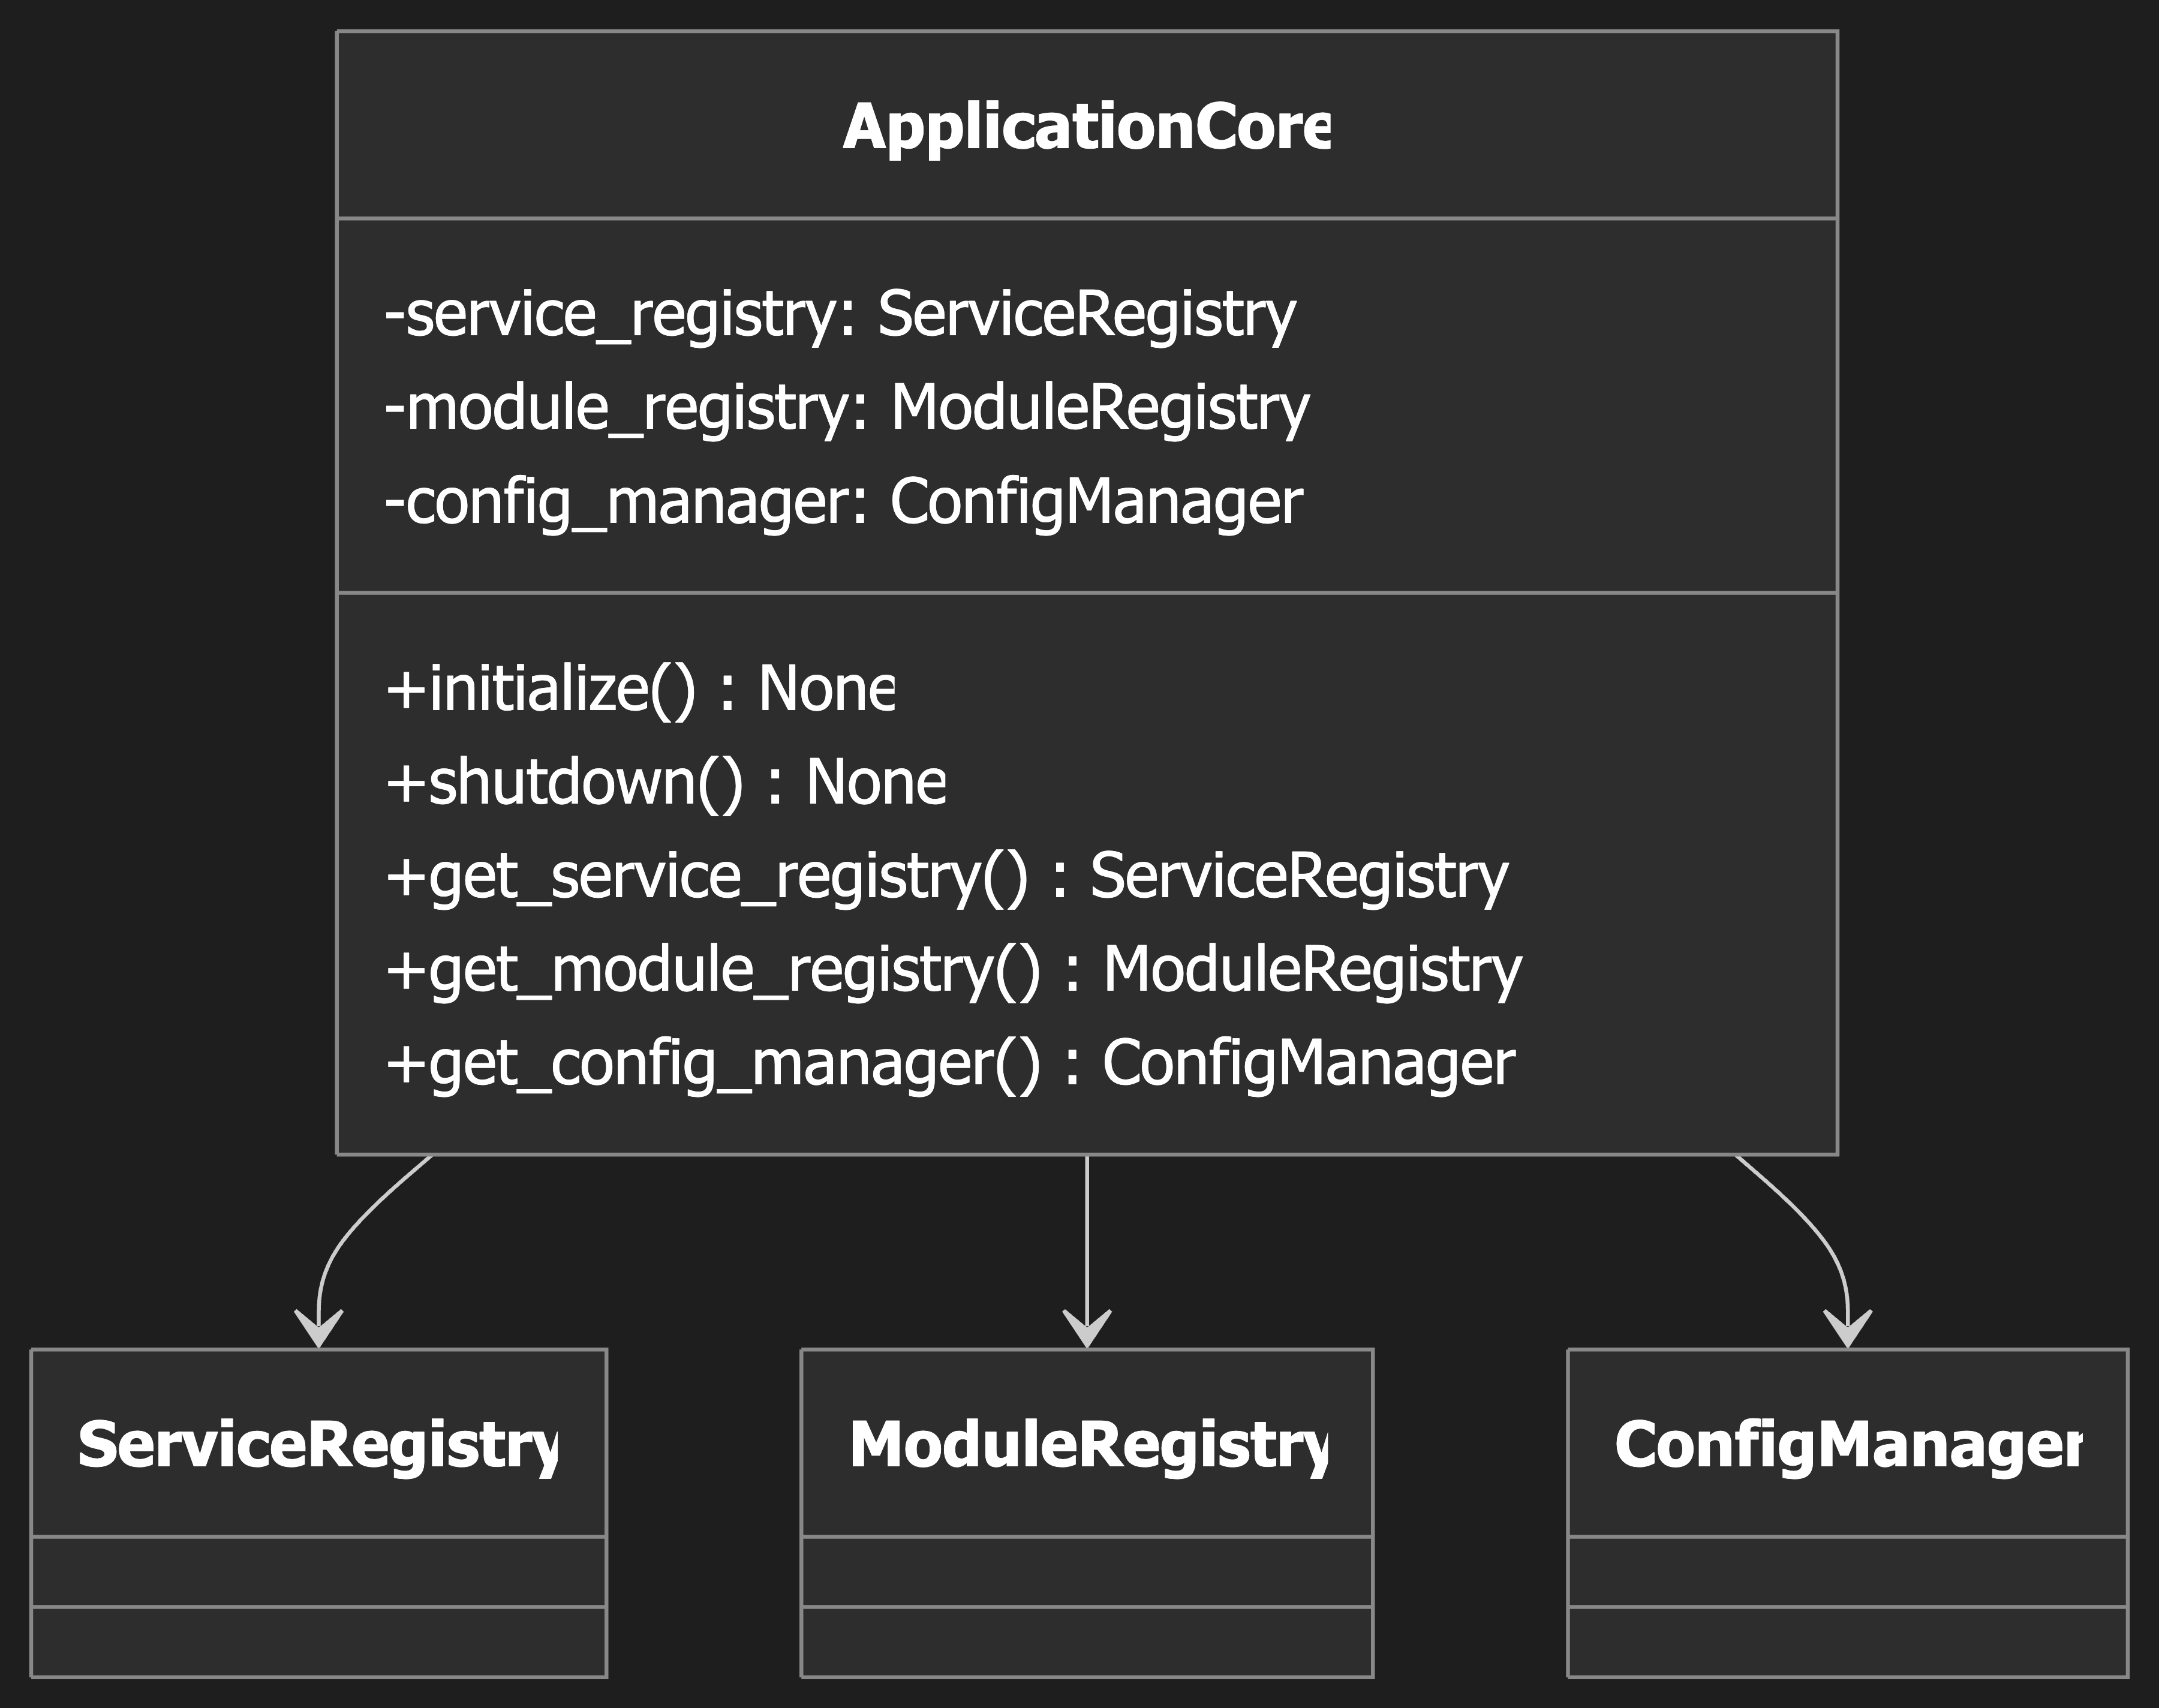 ApplicationCore
-service_registry: ServiceRegistry
-module_registry: ModuleRegistry
-config_manager: ConfigManager
+initialize() : None
+shutdown() : None
+get_service_registry() : ServiceRegistry
+get_module_registry() : ModuleRegistry
+get_config_manager() : ConfigManager
ServiceRegistry
ModuleRegistry
ConfigManager